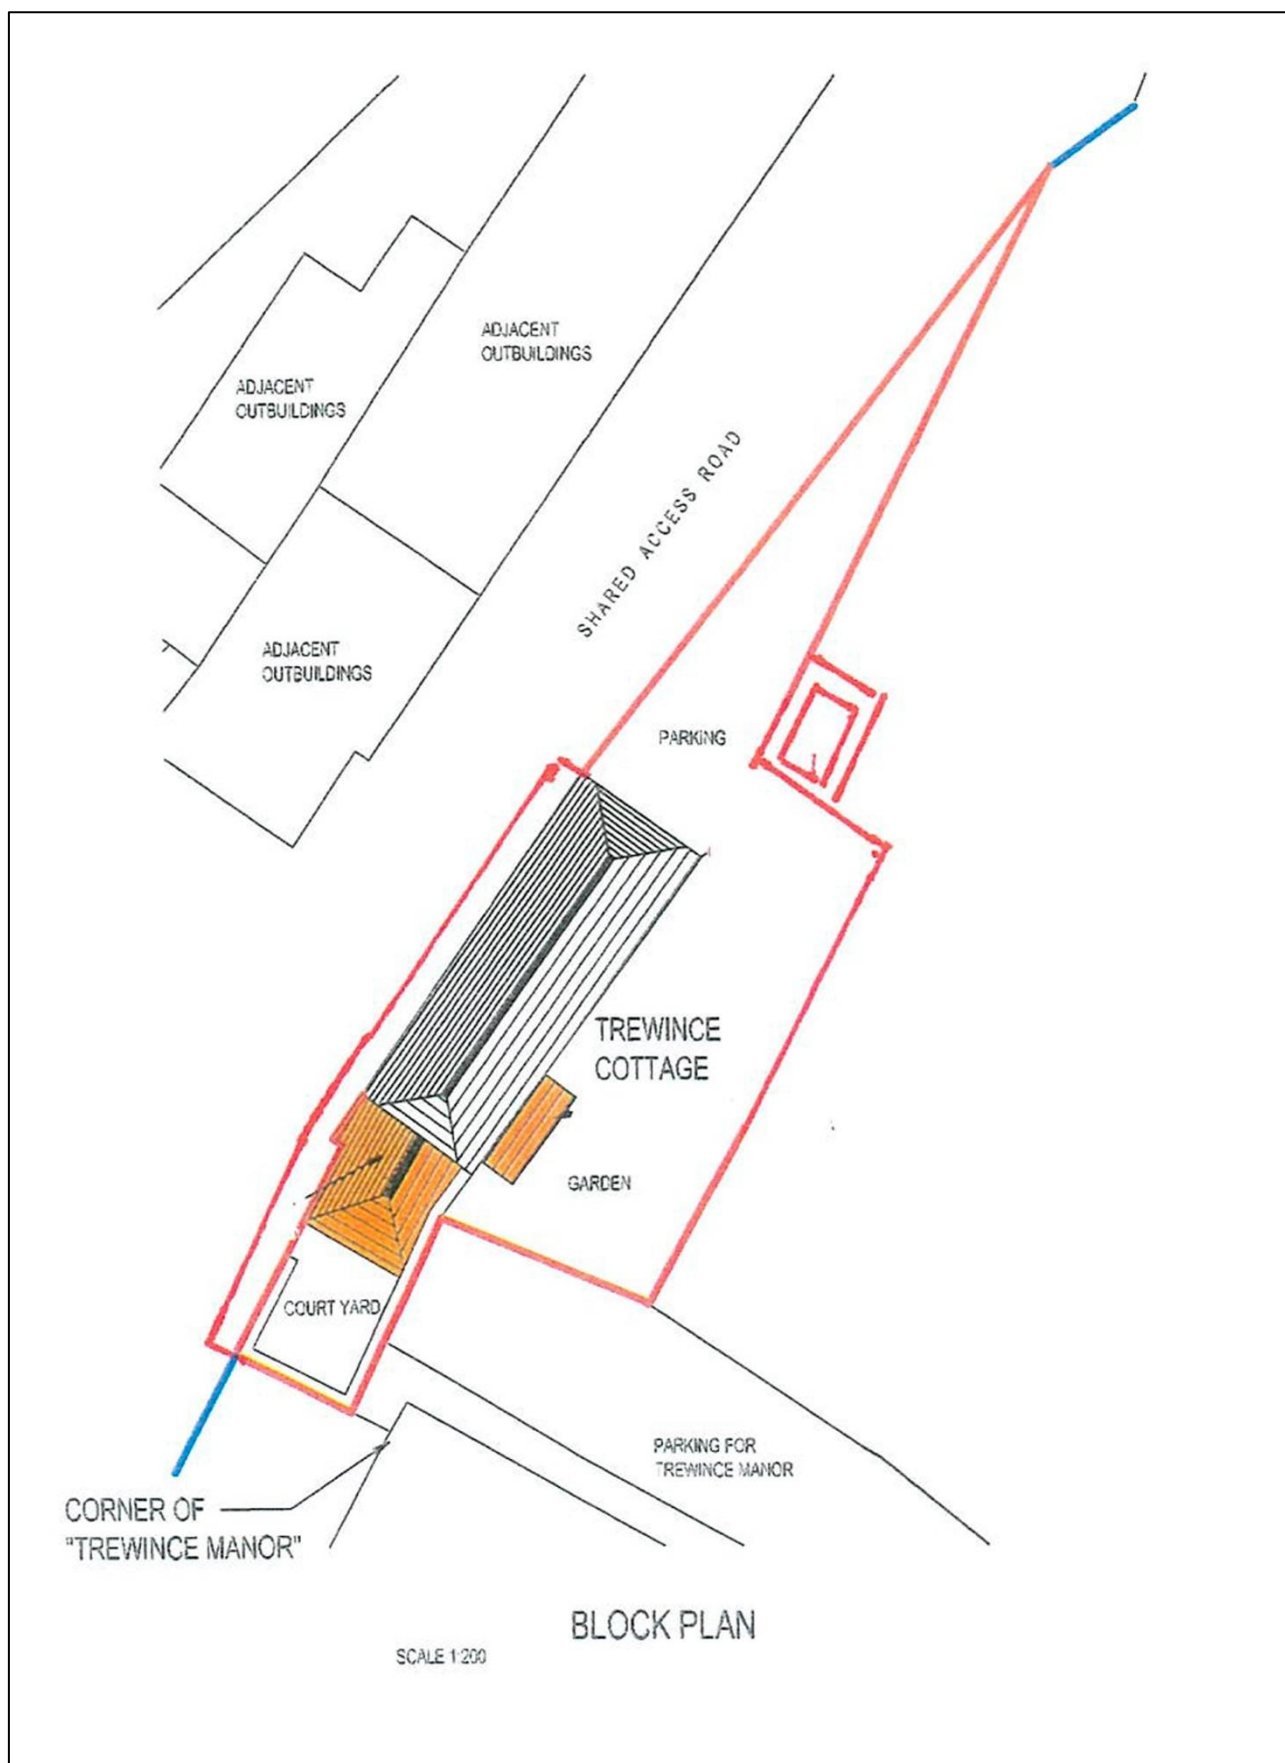 ADJACENT
OUTBUILDINGS
ADJACENT
OUTBUILDINGS
SHARED ACCESS ROAD
ADJACENT
OUTBUILDINGS
PARKING
TREWINCE
COTTAGE
GARDEN
COURT YARD
PARKING FOR
TREWINCE MANOR
CORNER OF
"TREWINCE MANOR"
BLOCK PLAN
SCALE 1:200